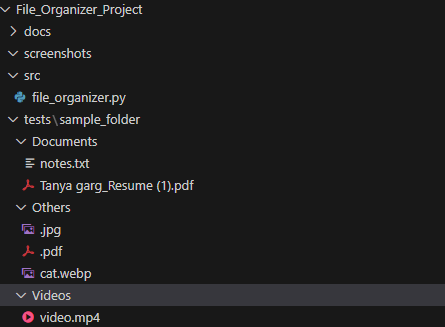 File_Organizer_Project
docs
screenshots
src
file_organizer.py
tests\sample_folder
Documents
notes.txt
Tanya garg_Resume (1).pdf
Others
.jpg
.pdf
cat.webp
Videos
video.mp4